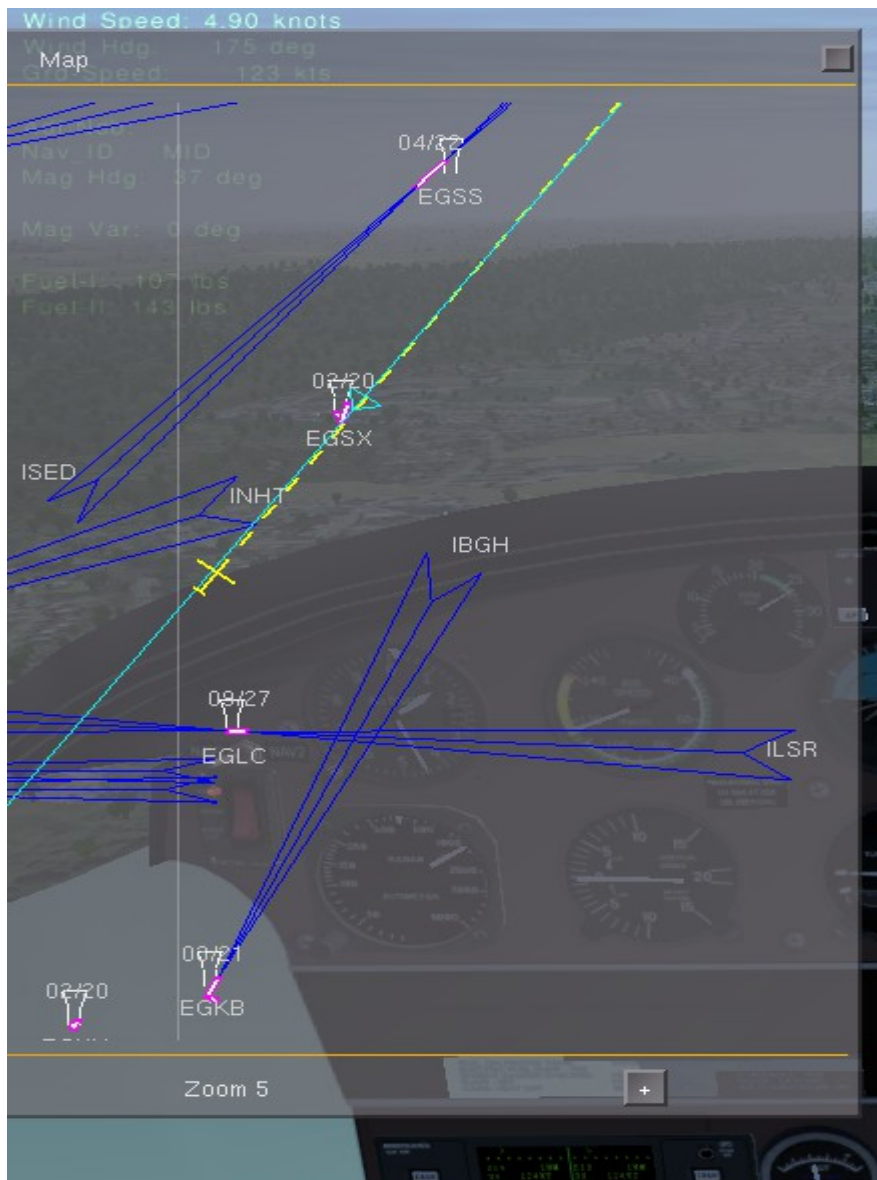 Wind Speed: 4.90 knots
Wind Hdg: 175 deg
Map
Grd Speed: 123 kts
Nav_ID MID
Mag Hdg: 37 deg
Mag Var: 0 deg
Fuel-I: 107 lbs
Fuel-II: 143 lbs
04/22
EGSS
02/20
EGSX
ISED
INHT
IBGH
09/27
EGLC
ILSR
NAV2
03/21
EGKB
02/20
Zoom 5
+